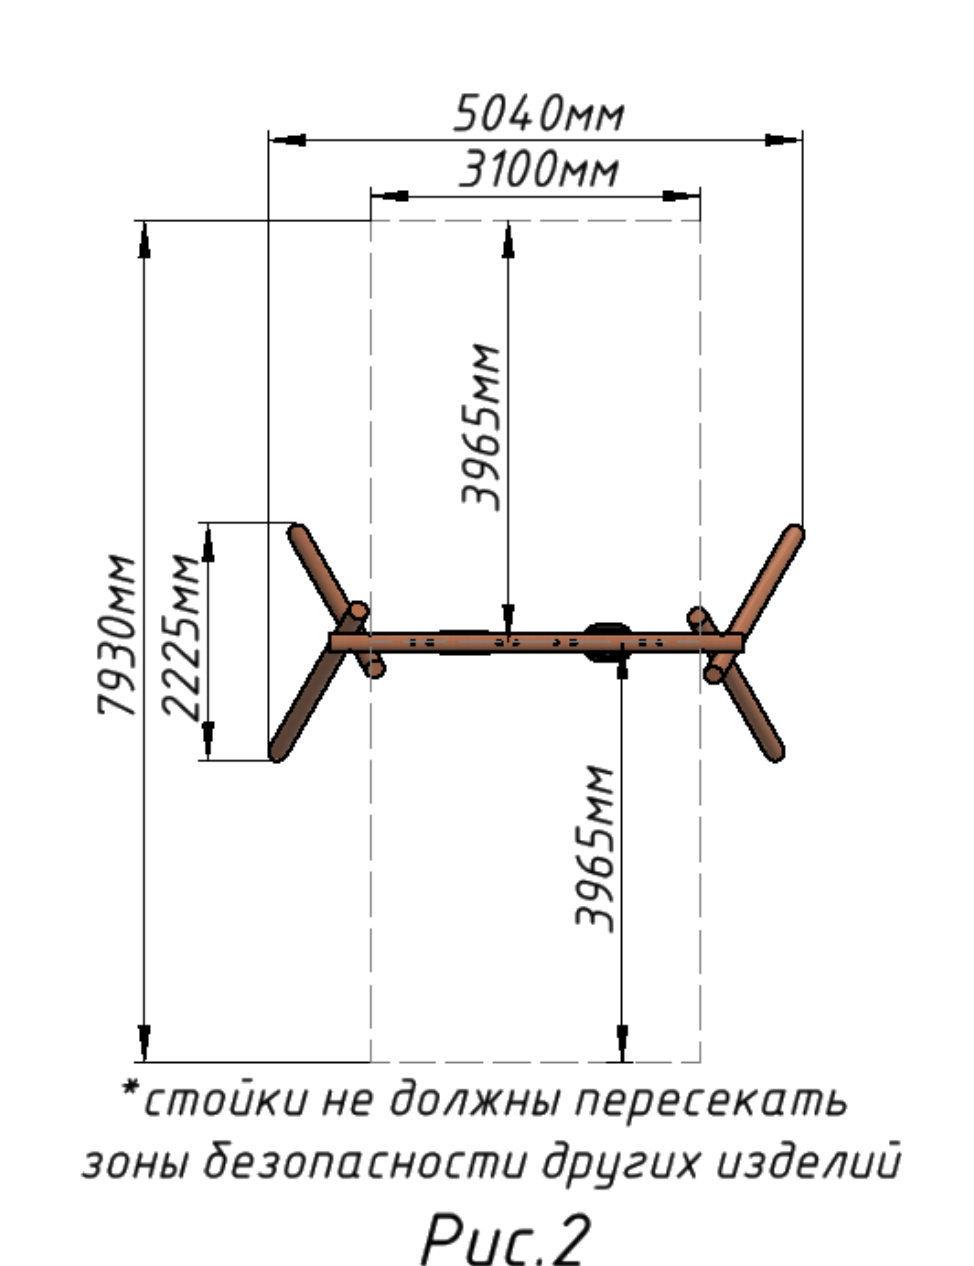 5040мм
3100мм
3965мм
7930мм
2225мм
3965мм
*стойки не должны пересекать
зоны безопасности других изделий
Рис.2